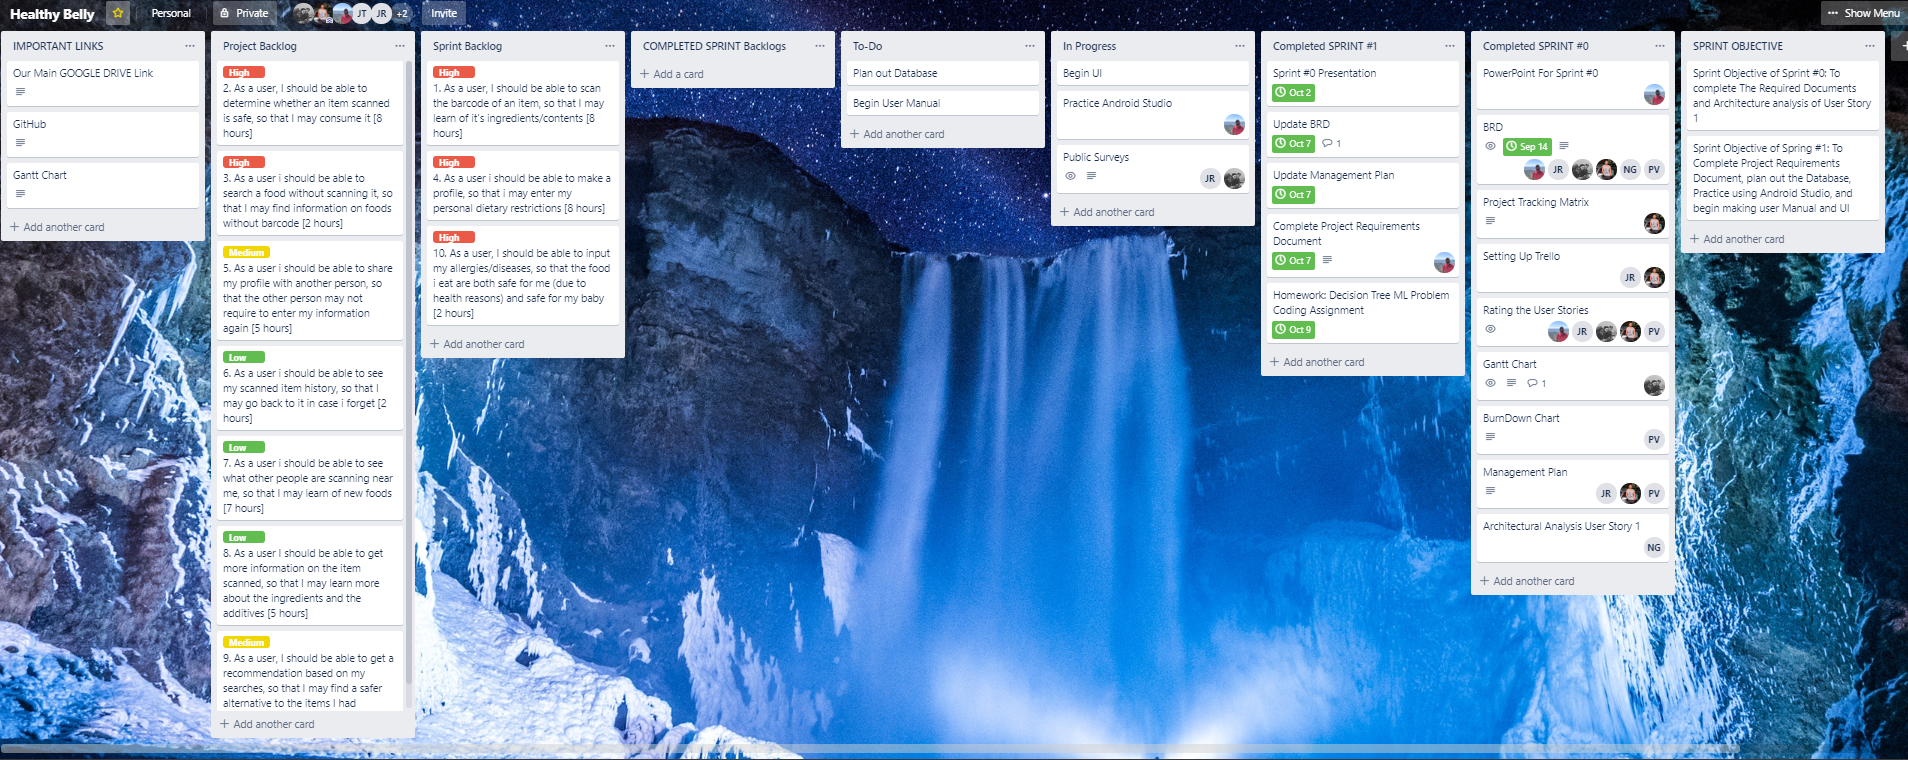 Healthy Belly
Personal
Private
JT
JR
+2
Invite
Show Menu
IMPORTANT LINKS
Our Main GOOGLE DRIVE Link
GitHub
Gantt Chart
+ Add another card
Project Backlog
High
2. As a user, I should be able to
determine whether an item scanned
is safe, so that I may consume it [8
hours]
High
3. As a user i should be able to
search a food without scanning it, so
that I may find information on foods
without barcode [2 hours]
Medium
5. As a user i should be able to share
my profile with another person, so
that the other person may not
require to enter my information
again [5 hours]
Low
6. As a user i should be able to see
my scanned item history, so that I
may go back to it in case i forget [2
hours]
Low
7. As a user i should be able to see
what other people are scanning near
me, so that I may learn of new foods
[7 hours]
Low
8. As a user I should be able to get
more information on the item
scanned, so that I may learn more
about the ingredients and the
additives [5 hours]
Medium
9. As a user, I should be able to get a
recommendation based on my
searches, so that I may find a safer
alternative to the items I had
+ Add another card
Sprint Backlog
High
1. As a user, I should be able to scan
the barcode of an item, so that I may
learn of it's ingredients/contents [8
hours]
High
4. As a user i should be able to make a
profile, so that i may enter my
personal dietary restrictions [8 hours]
High
10. As a user, I should be able to input
my allergies/diseases, so that the food
i eat are both safe for me (due to
health reasons) and safe for my baby
[2 hours]
+ Add another card
COMPLETED SPRINT Backlogs
+ Add a card
To-Do
Plan out Database
Begin User Manual
+ Add another card
In Progress
Begin UI
Practice Android Studio
Public Surveys
JR
+ Add another card
Completed SPRINT #1
Sprint #0 Presentation
Oct 2
Update BRD
Oct 7
1
Update Management Plan
Oct 7
Complete Project Requirements
Document
Oct 7
Homework: Decision Tree ML Problem
Coding Assignment
Oct 9
+ Add another card
Completed SPRINT #0
PowerPoint For Sprint #0
BRD
Sep 14
JR NG PV
Project Tracking Matrix
Setting Up Trello
JR
Rating the User Stories
JR PV
Gantt Chart
1
BurnDown Chart
PV
Management Plan
JR PV
Architectural Analysis User Story 1
NG
+ Add another card
SPRINT OBJECTIVE
Sprint Objective of Sprint #0: To
complete The Required Documents
and Architecture analysis of User Story
1
Sprint Objective of Spring #1: To
Complete Project Requirements
Document, plan out the Database,
Practice using Android Studio, and
begin making user Manual and UI
+ Add another card